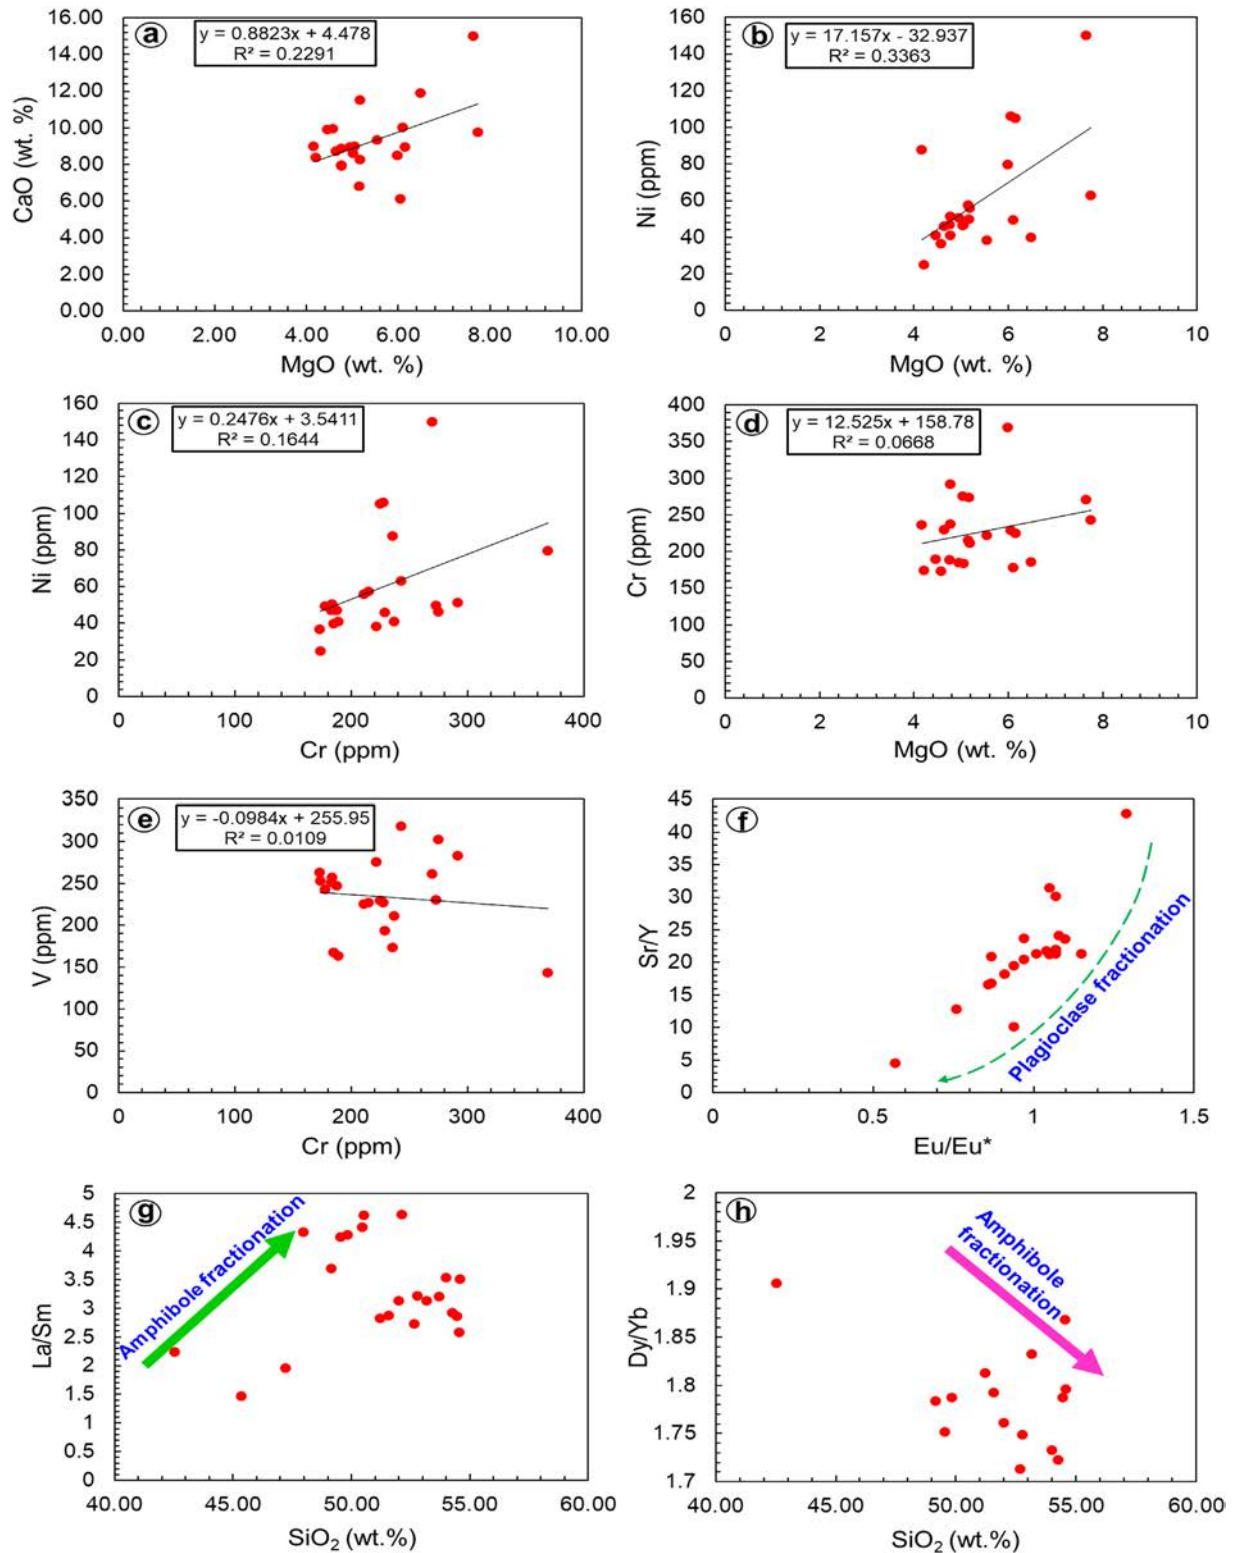 a
y = 0.8823x + 4.478
R² = 0.2291
16.00
14.00
12.00
10.00
8.00
6.00
4.00
2.00
0.00
CaO (wt. %)
0.00 2.00 4.00 6.00 8.00 10.00
MgO (wt. %)
b
y = 17.157x - 32.937
R² = 0.3363
160
140
120
100
80
60
40
20
0
Ni (ppm)
0 2 4 6 8 10
MgO (wt. %)
c
y = 0.2476x + 3.5411
R² = 0.1644
160
140
120
100
80
60
40
20
0
Ni (ppm)
0 100 200 300 400
Cr (ppm)
d
y = 12.525x + 158.78
R² = 0.0668
400
350
300
250
200
150
100
50
0
Cr (ppm)
0 2 4 6 8 10
MgO (wt. %)
e
y = -0.0984x + 255.95
R² = 0.0109
350
300
250
200
150
100
50
0
V (ppm)
0 100 200 300 400
Cr (ppm)
f
45
40
35
30
25
20
15
10
5
0
Sr/Y
Plagioclase fractionation
0 0.5 1 1.5
Eu/Eu*
g
5
4.5
4
3.5
3
2.5
2
1.5
1
0.5
0
La/Sm
Amphibole fractionation
40.00 45.00 50.00 55.00 60.00
SiO₂ (wt.%)
h
2
1.95
1.9
1.85
1.8
1.75
1.7
Dy/Yb
Amphibole
fractionation
40.00 45.00 50.00 55.00 60.00
SiO₂ (wt.%)